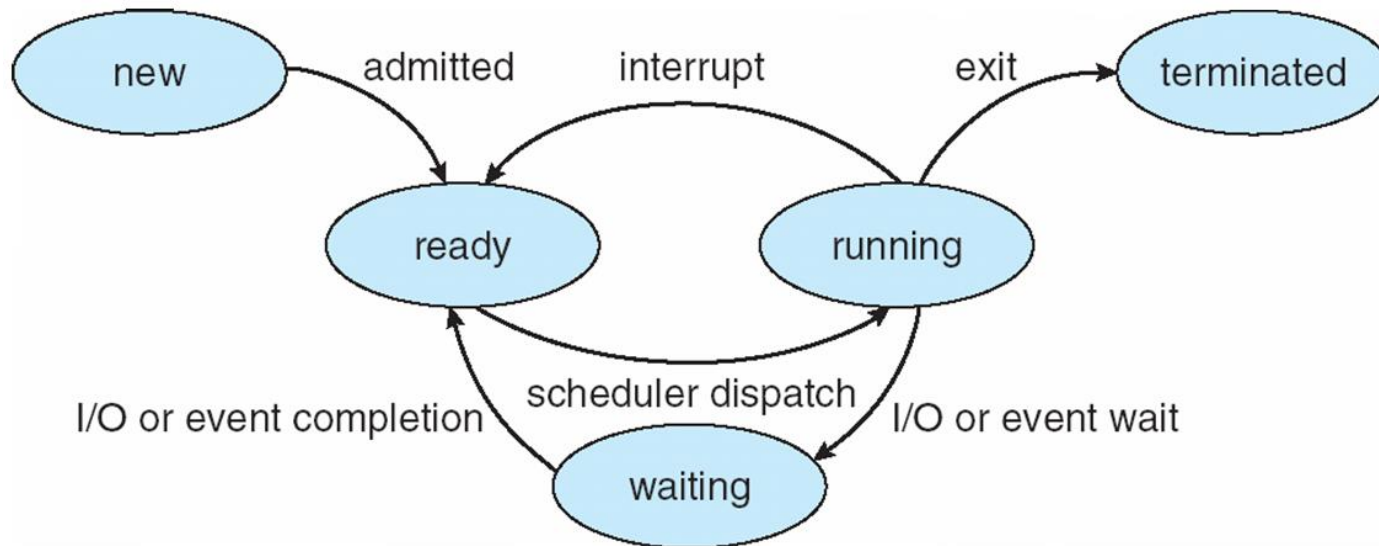 new
admitted
interrupt
exit
terminated
ready
running
scheduler dispatch
I/O or event completion
I/O or event wait
waiting